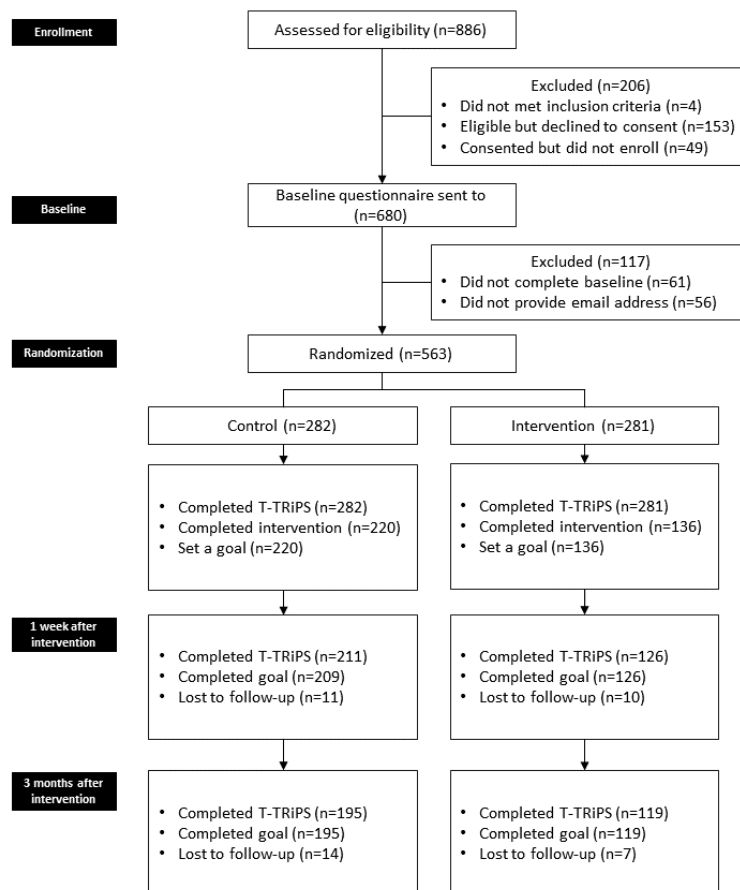 Enrollment
Assessed for eligibility (n=886)
Excluded (n=206)
• Did not met inclusion criteria (n=4)
• Eligible but declined to consent (n=153)
• Consented but did not enroll (n=49)
Baseline
Baseline questionnaire sent to
(n=680)
Excluded (n=117)
• Did not complete baseline (n=61)
• Did not provide email address (n=56)
Randomization
Randomized (n=563)
Control (n=282)
Intervention (n=281)
• Completed T-TRiPS (n=282)
• Completed intervention (n=220)
• Set a goal (n=220)
• Completed T-TRiPS (n=281)
• Completed intervention (n=136)
• Set a goal (n=136)
1 week after
intervention
• Completed T-TRiPS (n=211)
• Completed goal (n=209)
• Lost to follow-up (n=11)
• Completed T-TRiPS (n=126)
• Completed goal (n=126)
• Lost to follow-up (n=10)
3 months after
intervention
• Completed T-TRiPS (n=195)
• Completed goal (n=195)
• Lost to follow-up (n=14)
• Completed T-TRiPS (n=119)
• Completed goal (n=119)
• Lost to follow-up (n=7)